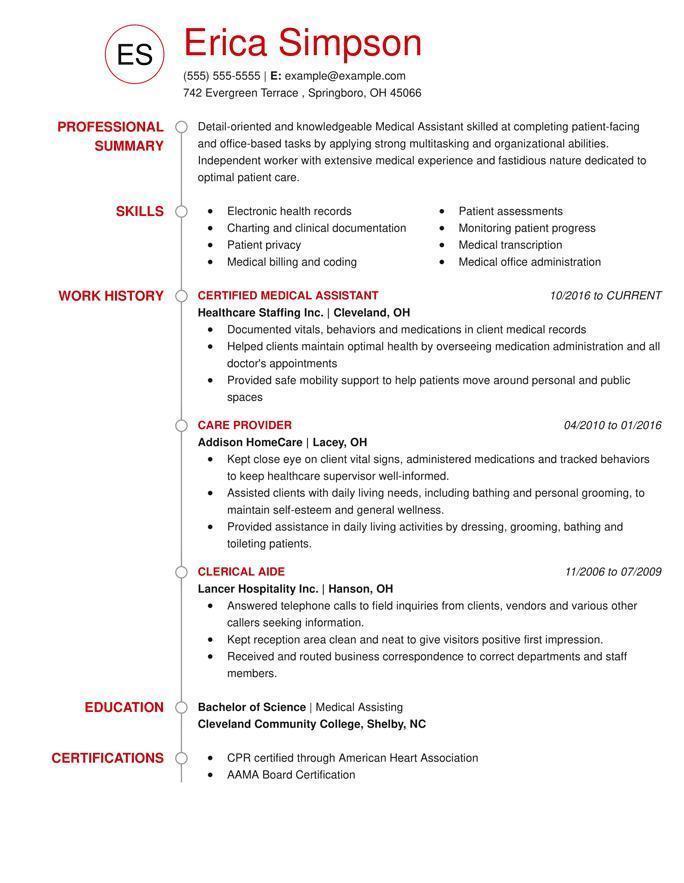 ES
Erica Simpson
(555) 555-5555 | E: example@example.com
742 Evergreen Terrace , Springboro, OH 45066
PROFESSIONAL
SUMMARY
Detail-oriented and knowledgeable Medical Assistant skilled at completing patient-facing
and office-based tasks by applying strong multitasking and organizational abilities.
Independent worker with extensive medical experience and fastidious nature dedicated to
optimal patient care.
SKILLS
• Electronic health records
• Charting and clinical documentation
• Patient privacy
• Medical billing and coding
• Patient assessments
• Monitoring patient progress
• Medical transcription
• Medical office administration
WORK HISTORY
CERTIFIED MEDICAL ASSISTANT 10/2016 to CURRENT
Healthcare Staffing Inc. | Cleveland, OH
• Documented vitals, behaviors and medications in client medical records
• Helped clients maintain optimal health by overseeing medication administration and all
doctor's appointments
• Provided safe mobility support to help patients move around personal and public
spaces
CARE PROVIDER 04/2010 to 01/2016
Addison HomeCare | Lacey, OH
• Kept close eye on client vital signs, administered medications and tracked behaviors
to keep healthcare supervisor well-informed.
• Assisted clients with daily living needs, including bathing and personal grooming, to
maintain self-esteem and general wellness.
• Provided assistance in daily living activities by dressing, grooming, bathing and
toileting patients.
CLERICAL AIDE 11/2006 to 07/2009
Lancer Hospitality Inc. | Hanson, OH
• Answered telephone calls to field inquiries from clients, vendors and various other
callers seeking information.
• Kept reception area clean and neat to give visitors positive first impression.
• Received and routed business correspondence to correct departments and staff
members.
EDUCATION
Bachelor of Science | Medical Assisting
Cleveland Community College, Shelby, NC
CERTIFICATIONS
• CPR certified through American Heart Association
• AAMA Board Certification